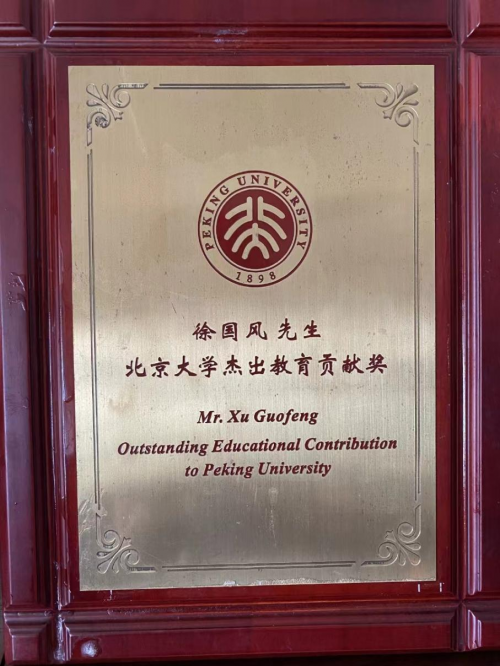 PEKING UNIVERSITY
1898
徐国风 先生
北京大学杰出教育贡献奖
Mr. Xu Guofeng
Outstanding Educational Contribution
to Peking University